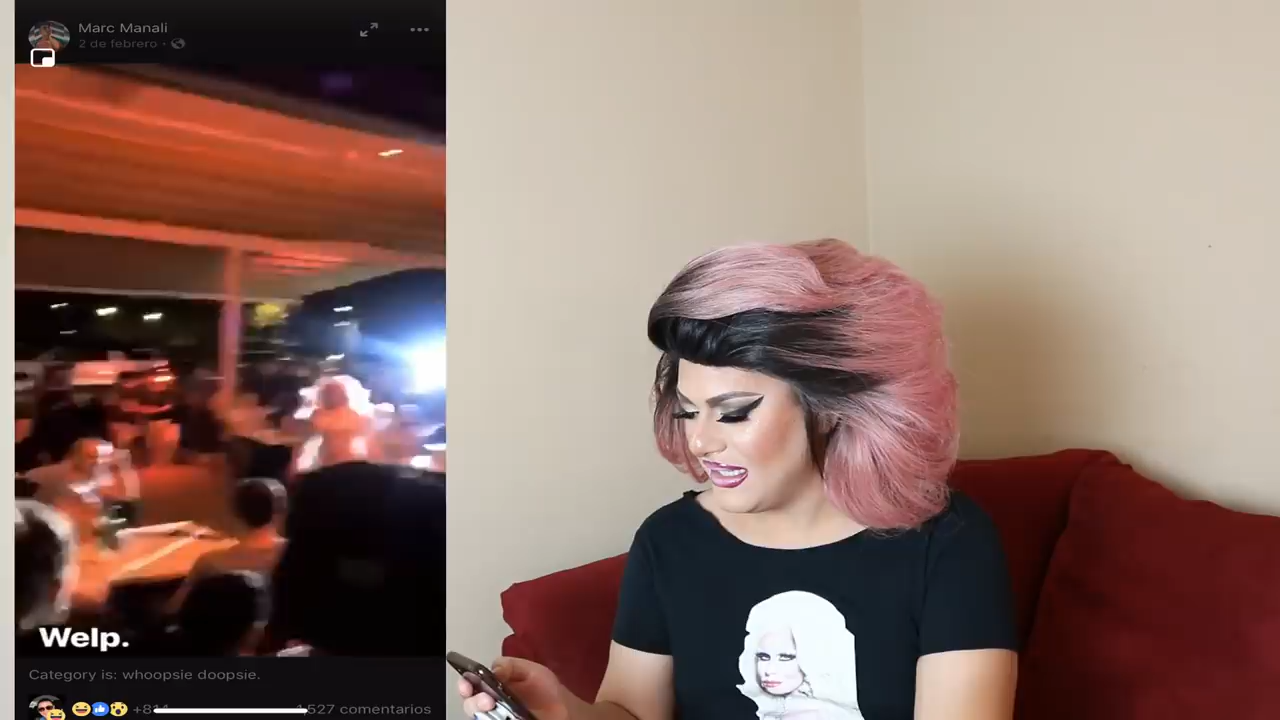 Marc Manali
2 de febrero
Welp.
Category is: whoopsie doopsie.
527 comentarios